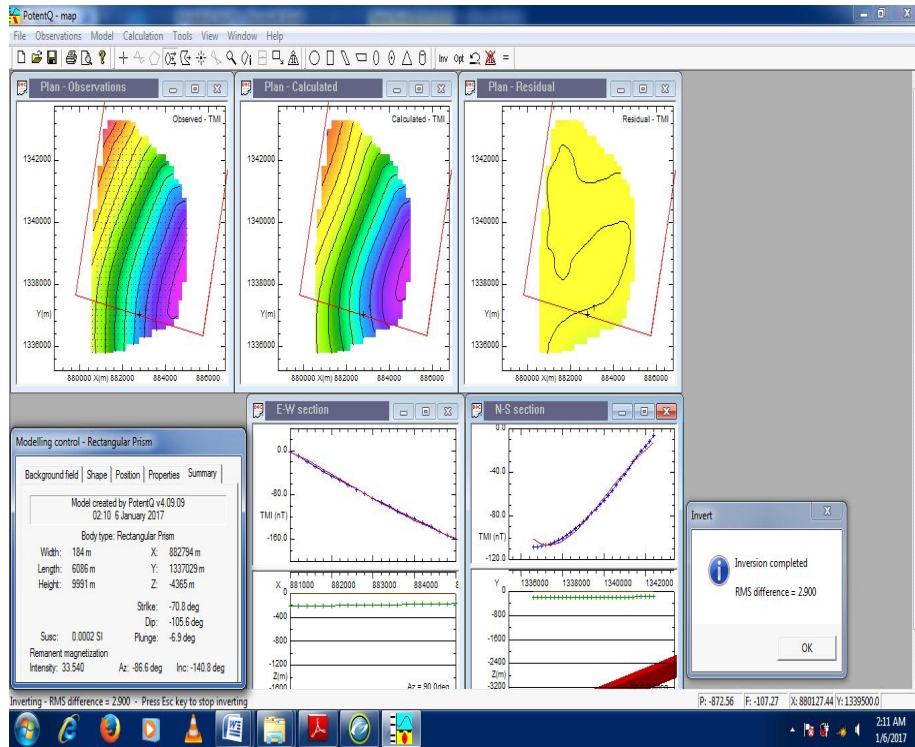 PotentQ - map
File Observations Model Calculation Tools View Window Help
Inv Opt
Plan - Observations
Observed - TMI
1342000
1340000
1338000
Y(m)
1336000
880000 X(m) 882000 884000 886000
Plan - Calculated
Calculated - TMI
1342000
1340000
1338000
Y(m)
1336000
880000 X(m) 882000 884000
Plan - Residual
Residual - TMI
1342000
1340000
1338000
Y(m)
1336000
880000 X(m) 882000 884000 886000
E-W section
0.0
-80.0
TMI (nT)
-160.0
X 881000 882000 883000 884000 8
0
-400
-800
-1200
Z(m)
-1600
Az = 90.0deg
N-S section
0.0
-40.0
-80.0
TMI (nT)
-120.0
Y 1336000 1338000 1340000 1342000
0
-800
-1600
-2400
Z(m)
-3200
Modelling control - Rectangular Prism
Background field Shape Position Properties Summary
Model created by PotentQ v4.09.09
02:10 6 January 2017
Body type: Rectangular Prism
Width: 184 m X: 882794 m
Length: 6086 m Y: 1337029 m
Height: 9991 m Z: -4365 m
Strike: -70.8 deg
Dip: -105.6 deg
Susc: 0.0002 SI Plunge: -6.9 deg
Remanent magnetization
Intensity: 33.540 Az: -86.6 deg Inc: -140.8 deg
Invert
Inversion completed
RMS difference = 2.900
OK
Inverting - RMS difference = 2.900 - Press Esc key to stop inverting
P: -872.56 F: -107.27 X: 880127.44 Y: 1339500.0
2:11 AM
1/6/2017